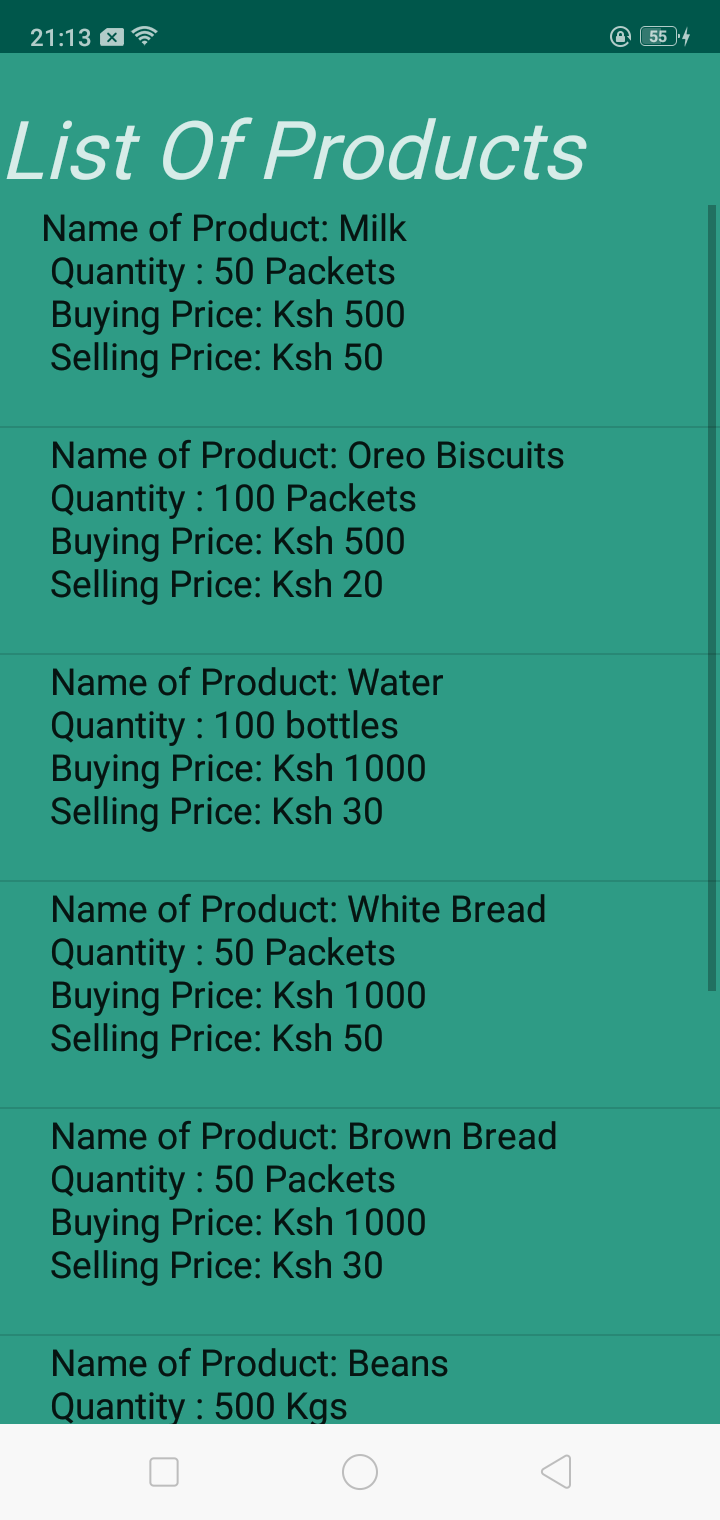 21:13
55
List Of Products
Name of Product: Milk
Quantity : 50 Packets
Buying Price: Ksh 500
Selling Price: Ksh 50
Name of Product: Oreo Biscuits
Quantity : 100 Packets
Buying Price: Ksh 500
Selling Price: Ksh 20
Name of Product: Water
Quantity : 100 bottles
Buying Price: Ksh 1000
Selling Price: Ksh 30
Name of Product: White Bread
Quantity : 50 Packets
Buying Price: Ksh 1000
Selling Price: Ksh 50
Name of Product: Brown Bread
Quantity : 50 Packets
Buying Price: Ksh 1000
Selling Price: Ksh 30
Name of Product: Beans
Quantity : 500 Kgs